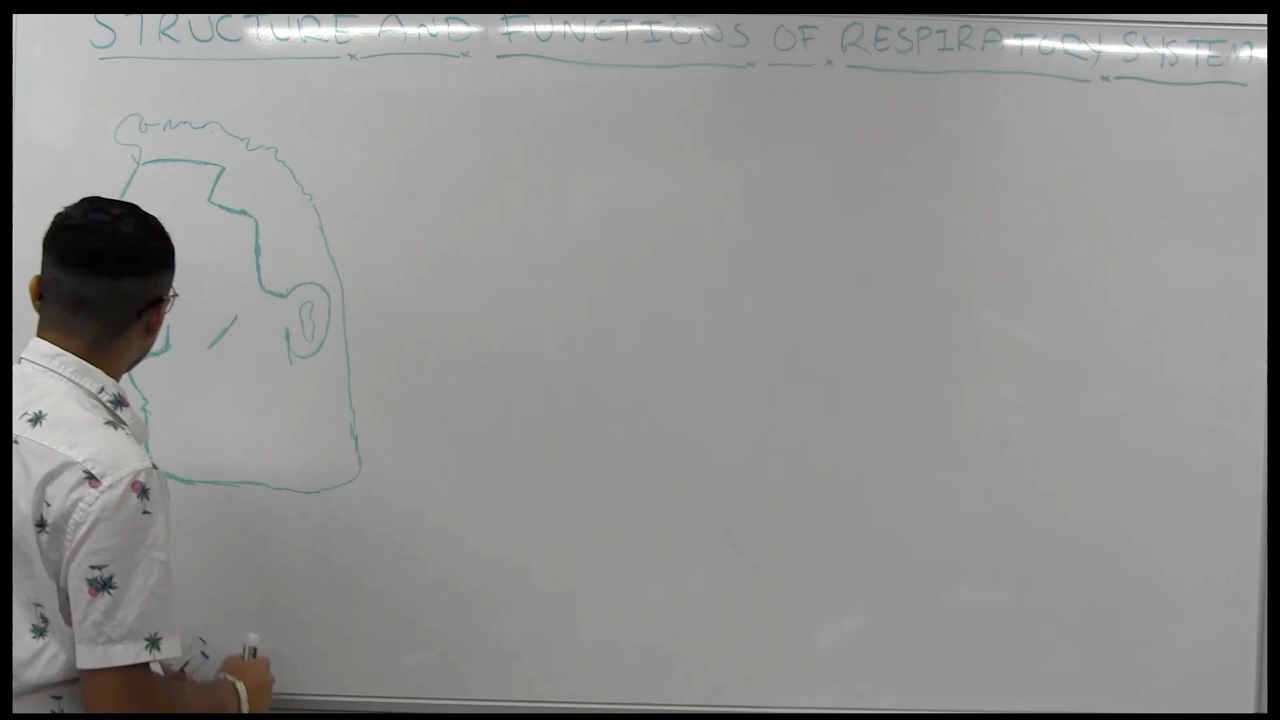 STRUCTURE AND FUNCTIONS OF RESPIRATORY SYSTEM